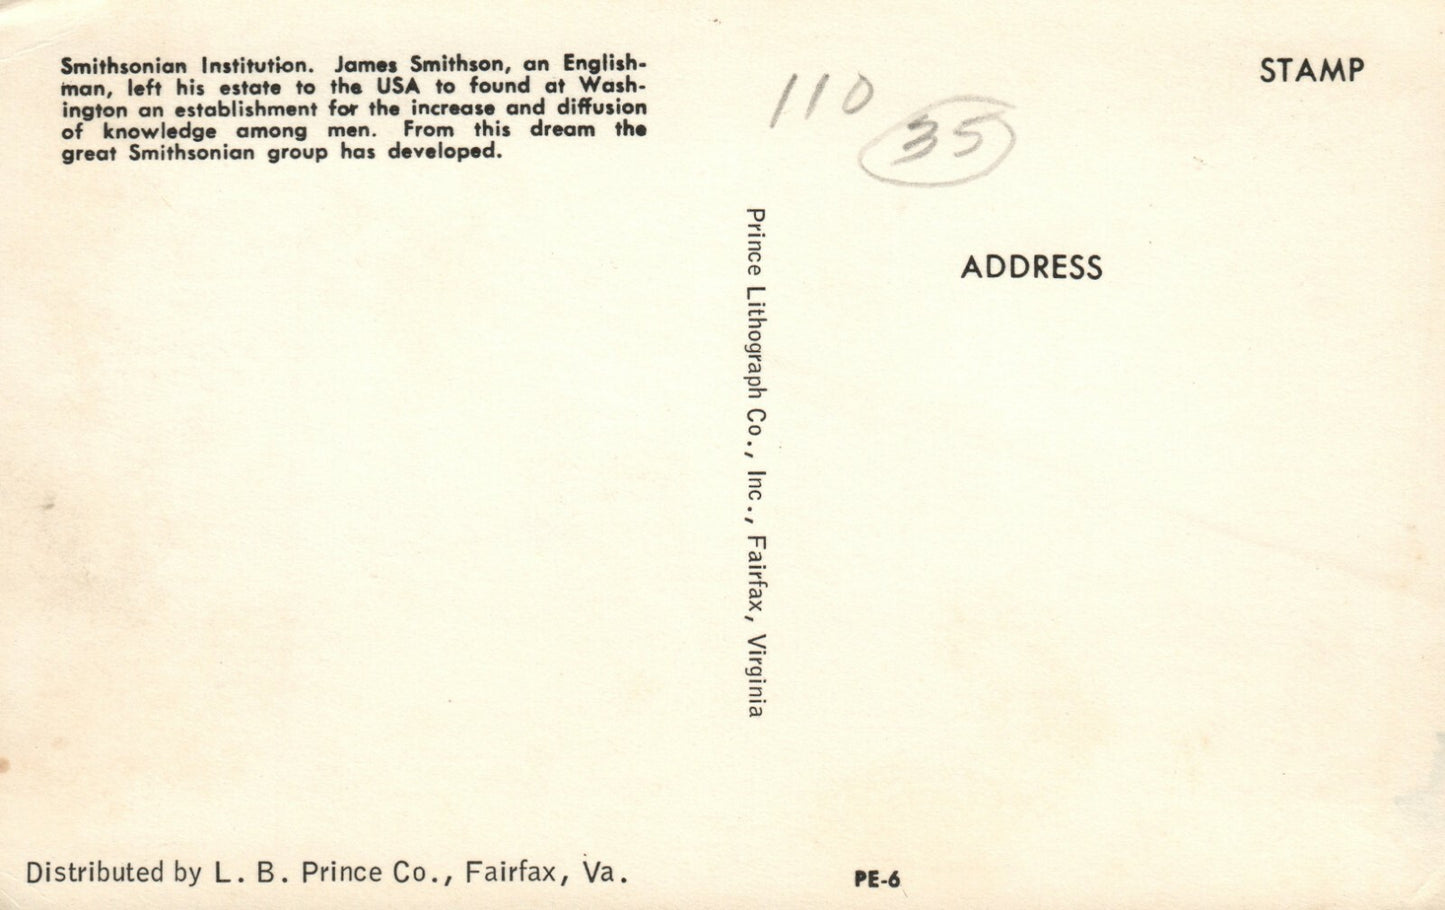 Smithsonian Institution. James Smithson, an English-
man, left his estate to the USA to found at Wash-
ington an establishment for the increase and diffusion
of knowledge among men. From this dream the
great Smithsonian group has developed.
110
35
STAMP
ADDRESS
Prince Lithograph Co., Inc., Fairfax, Virginia
Distributed by L. B. Prince Co., Fairfax, Va.
PE-6